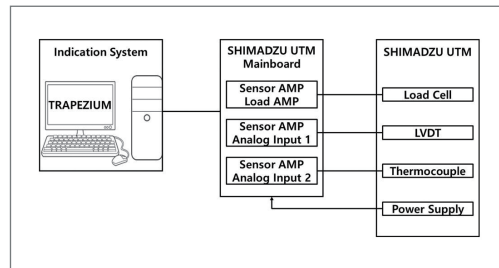 Indication System
TRAPEZIUM
SHIMADZU UTM
Mainboard
Sensor AMP
Load AMP
Sensor AMP
Analog Input 1
Sensor AMP
Analog Input 2
SHIMADZU UTM
Load Cell
LVDT
Thermocouple
Power Supply